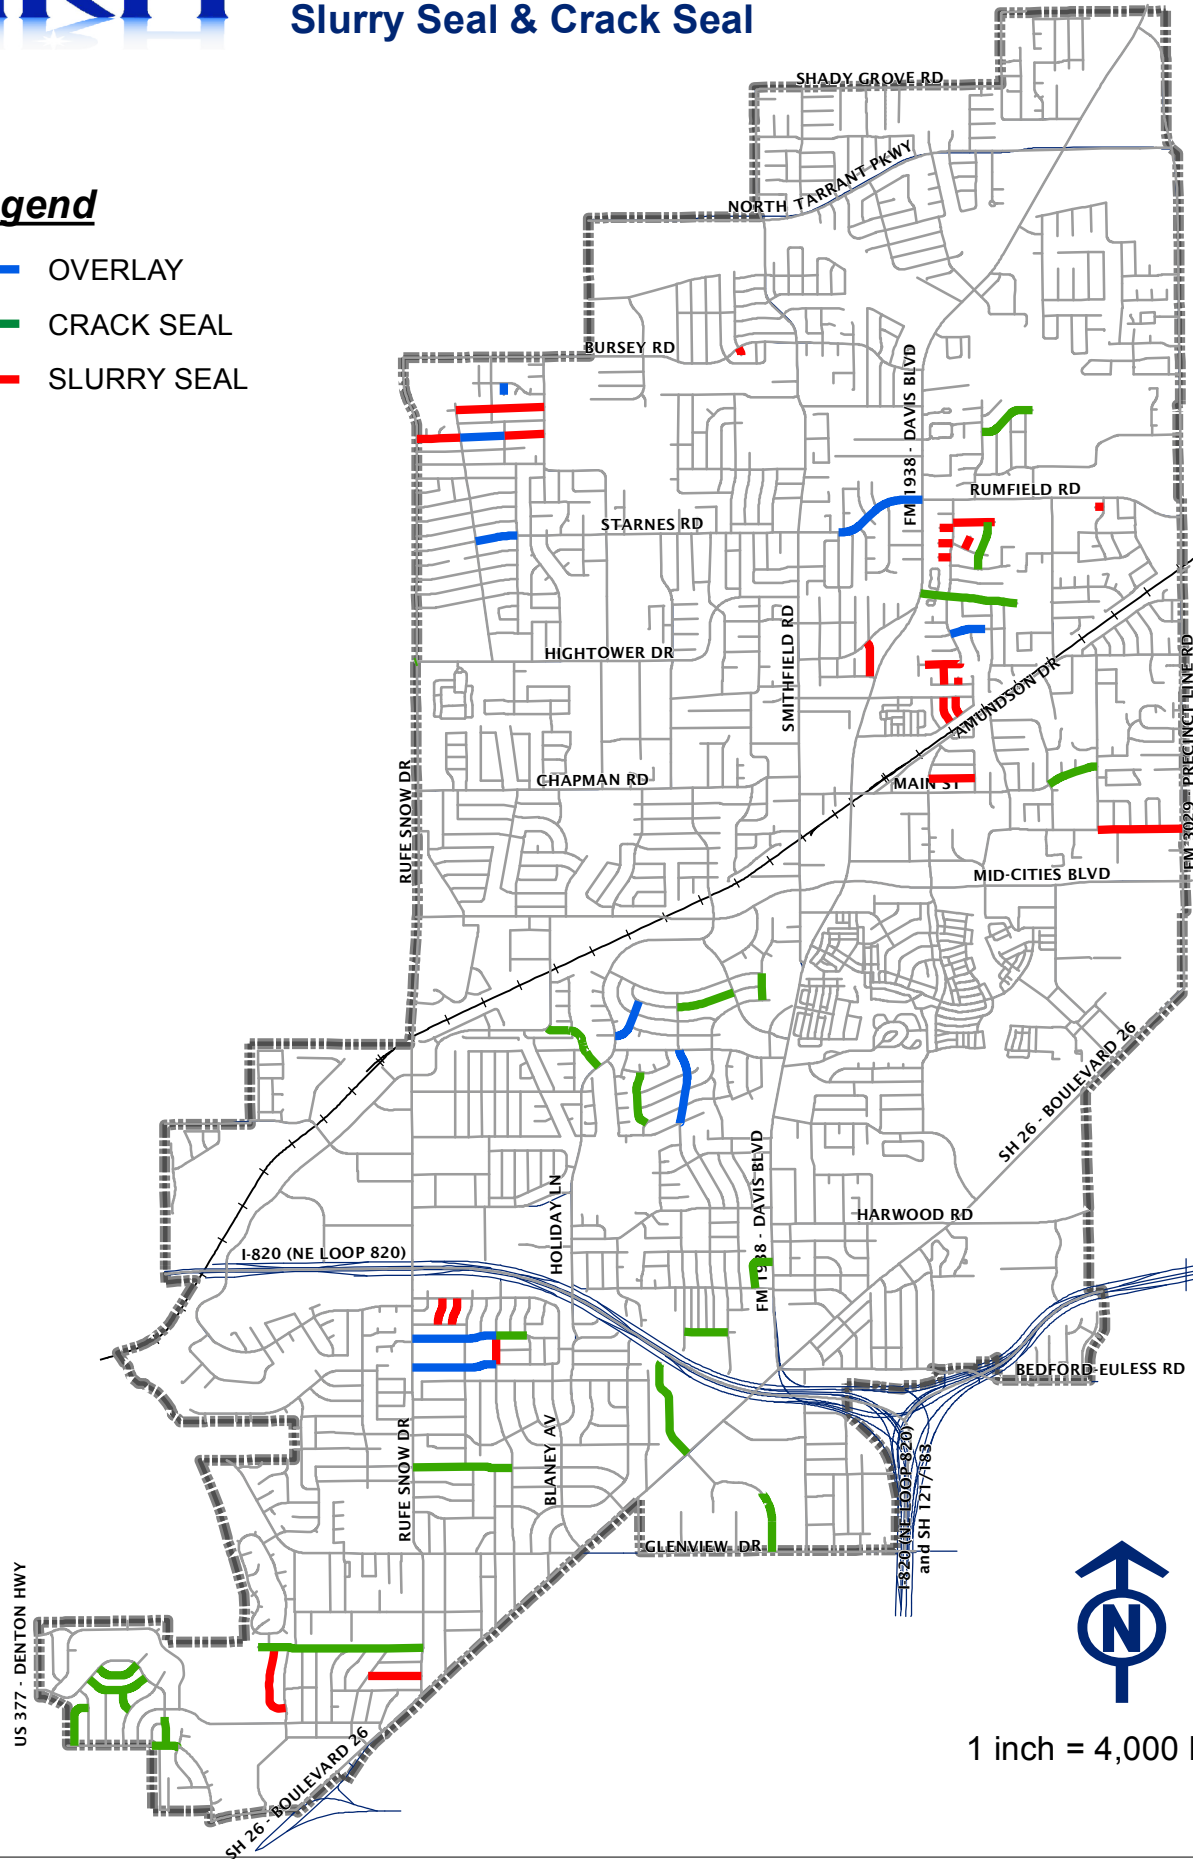 Slurry Seal & Crack Seal
gend
OVERLAY
CRACK SEAL
SLURRY SEAL
SHADY GROVE RD
NORTH TARRANT PKWY
BURSEY RD
FM 1938 - DAVIS BLVD
RUMFIELD RD
STARNES RD
SMITHFIELD RD
HIGHTOWER DR
AMUNDSON DR
FM 3029 - PRECINCT LINE RD
RUFE SNOW DR
CHAPMAN RD
MAIN ST
MID-CITIES BLVD
SH 26 - BOULEVARD 26
HOLIDAY LN
FM 1938 - DAVIS BLVD
HARWOOD RD
I-820 (NE LOOP 820)
BEDFORD-EULESS RD
RUFE SNOW DR
BLANEY AV
I-820 (NE LOOP 820)
and SH 121/183
GLENVIEW DR
US 377 - DENTON HWY
SH 26 - BOULEVARD 26
N
1 inch = 4,000